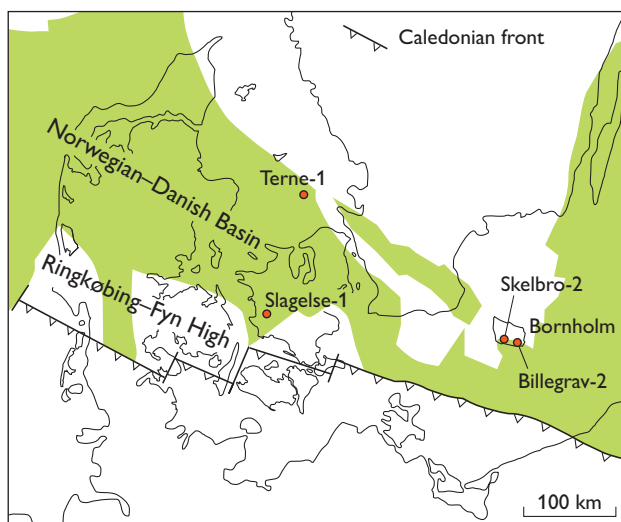 Caledonian front
Norwegian–Danish Basin
Terne-1
Ringkøbing–Fyn High
Slagelse-1
Skelbro-2
Bornholm
Billegrav-2
100 km